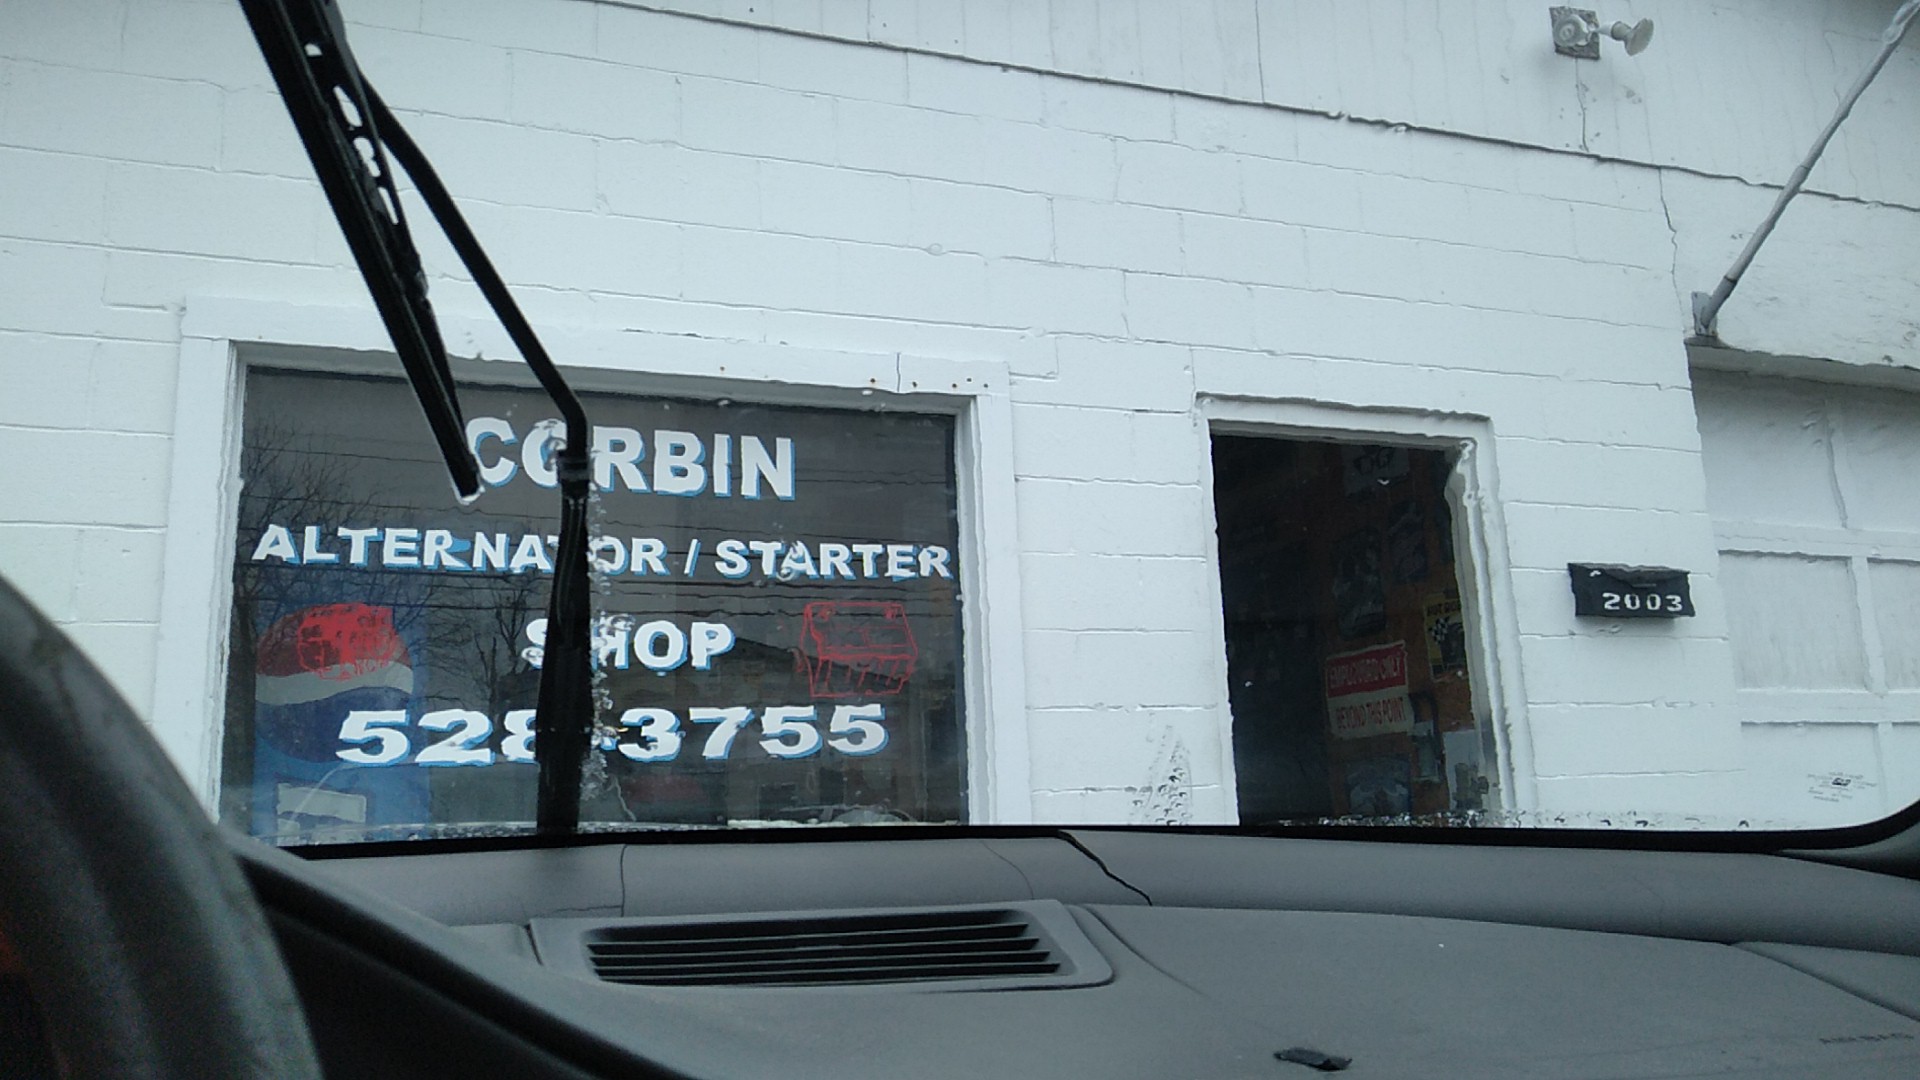 CORBIN
ALTERNATOR / STARTER
SHOP
528-3755
2003
EMPLOYEES ONLY
BEYOND THIS POINT